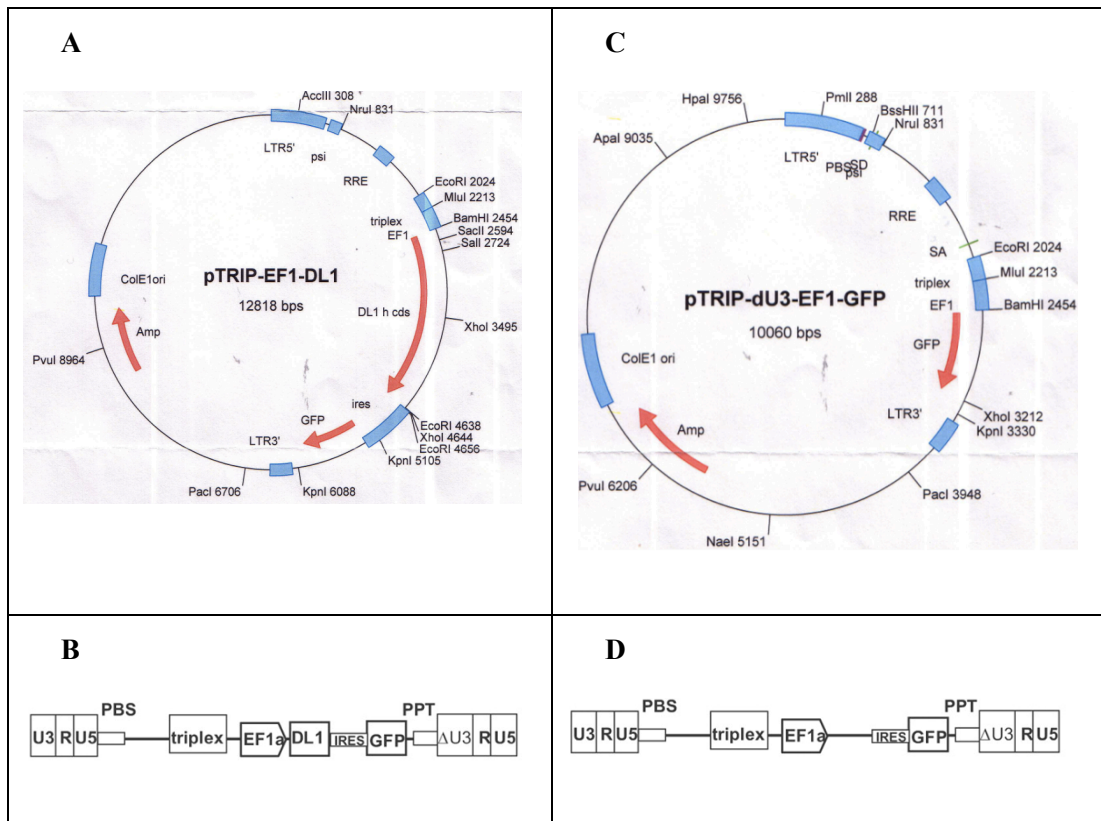 A
AccIII 308
NruI 831
LTR5'
psi
RRE
EcoRI 2024
MluI 2213
BamHI 2454
SacII 2594
SalI 2724
triplex
EF1
pTRIP-EF1-DL1
12818 bps
ColE1ori
DL1 h cds
XhoI 3495
Amp
PvuI 8964
ires
GFP
LTR3'
EcoRI 4638
XhoI 4644
EcoRI 4656
KpnI 5105
PacI 6706
KpnI 6088
C
PmlI 288
HpaI 9756
BssHII 711
NruI 831
ApaI 9035
LTR5'
PBS
SD
psi
RRE
SA
EcoRI 2024
MluI 2213
triplex
BamHI 2454
EF1
pTRIP-dU3-EF1-GFP
10060 bps
GFP
ColE1 ori
LTR3'
XhoI 3212
KpnI 3330
Amp
PvuI 6206
PacI 3948
NaeI 5151
B
PBS PPT
U3 R U5 triplex EF1a DL1 IRES GFP ΔU3 R U5
D
PBS PPT
U3 R U5 triplex EF1a IRES GFP ΔU3 R U5